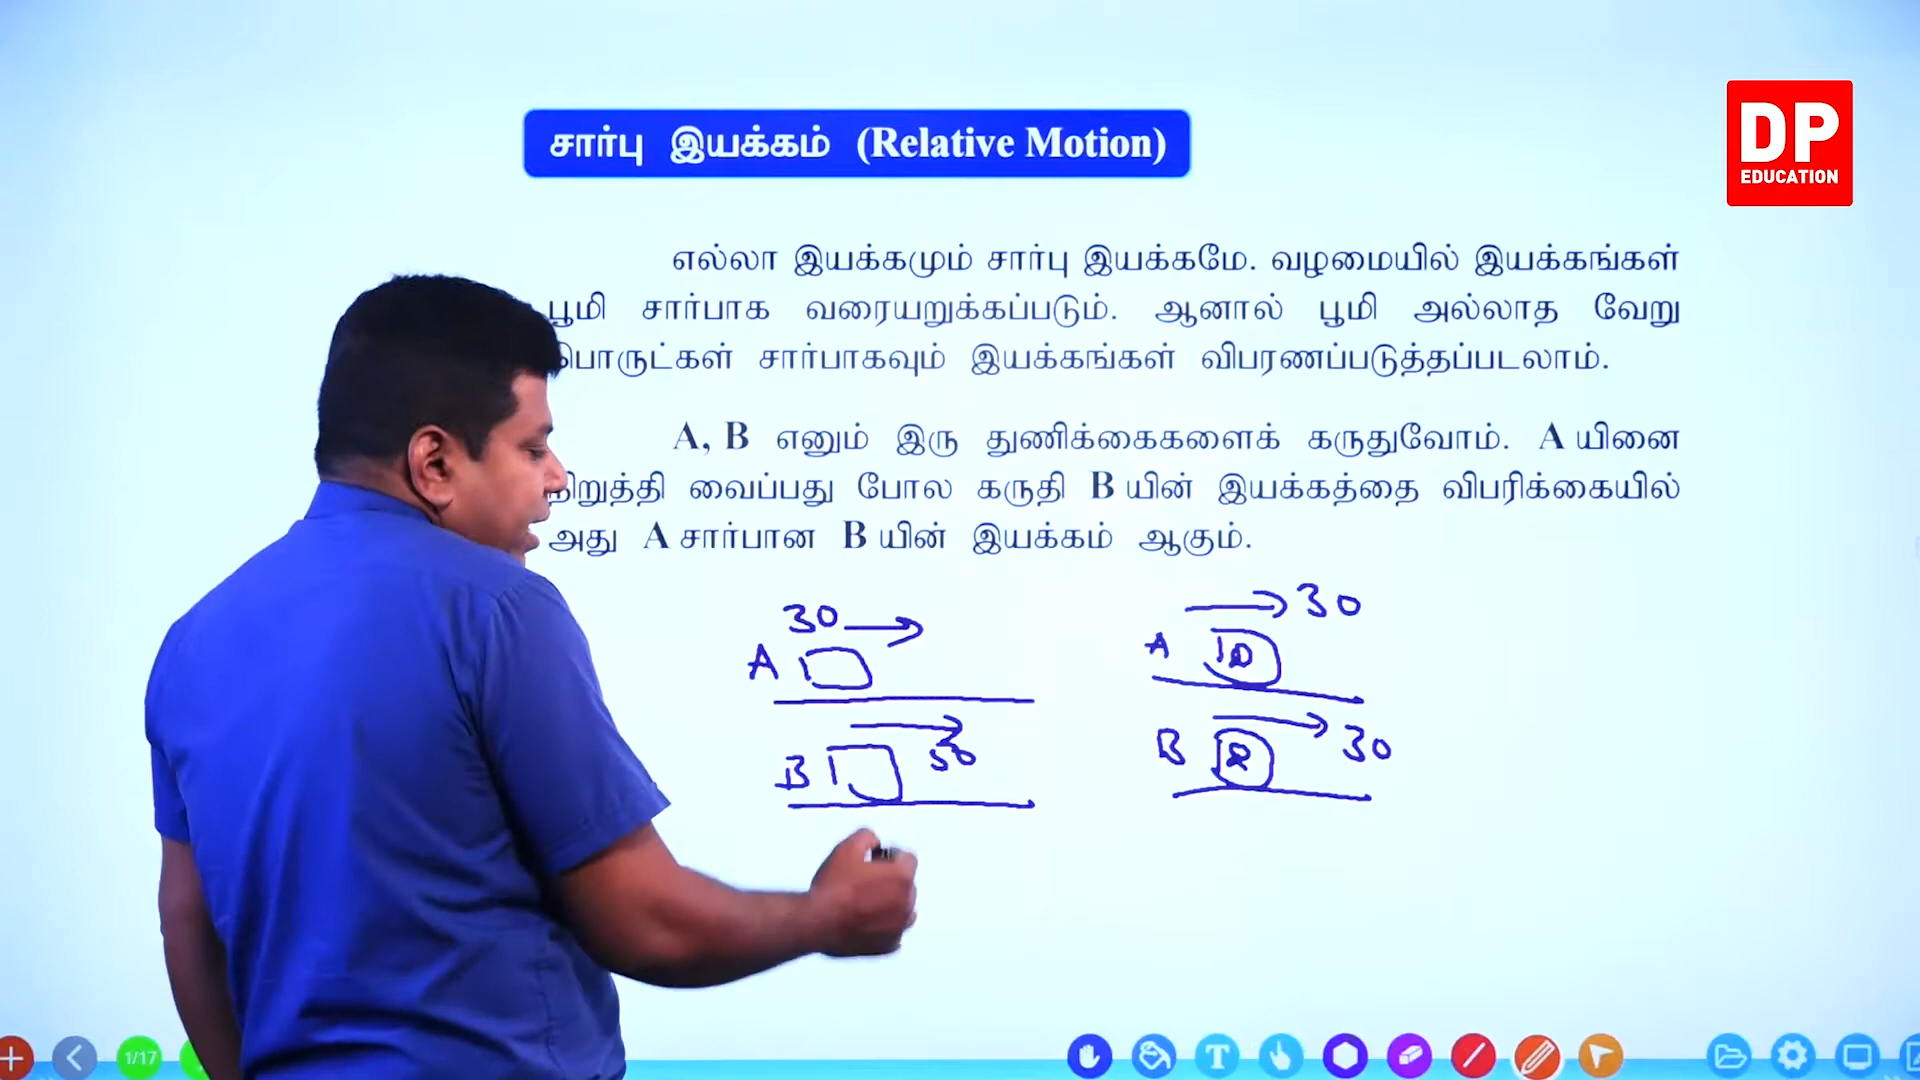 சார்பு இயக்கம் (Relative Motion)
DP
EDUCATION
எல்லா இயக்கமும் சார்பு இயக்கமே. வழமையில் இயக்கங்கள்
பூமி சார்பாக வரையறுக்கப்படும். ஆனால் பூமி அல்லாத வேறு
பொருட்கள் சார்பாகவும் இயக்கங்கள் விபரணப்படுத்தப்படலாம்.
A, B எனும் இரு துணிக்கைகளைக் கருதுவோம். A யினை
நிறுத்தி வைப்பது போல கருதி B யின் இயக்கத்தை விபரிக்கையில்
அது A சார்பான B யின் இயக்கம் ஆகும்.
30
A
B
30
A
B 30
1/17
T